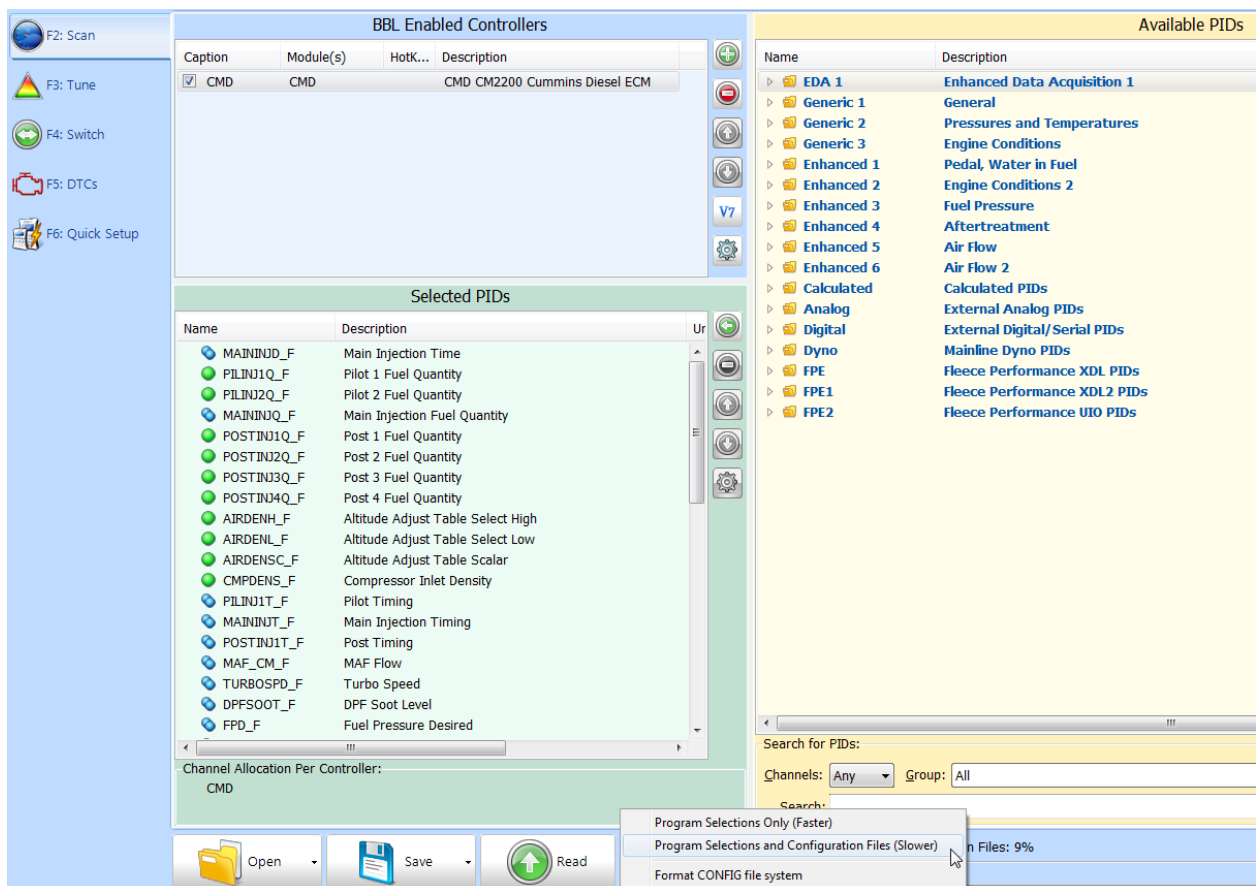 F2: Scan
F3: Tune
F4: Switch
F5: DTCs
F6: Quick Setup
BBL Enabled Controllers
Caption Module(s) HotK... Description
CMD CMD CMD CM2200 Cummins Diesel ECM
V7
Selected PIDs
Name Description Ur
MAININJD_F Main Injection Time
PILINJ1Q_F Pilot 1 Fuel Quantity
PILINJ2Q_F Pilot 2 Fuel Quantity
MAININJQ_F Main Injection Fuel Quantity
POSTINJ1Q_F Post 1 Fuel Quantity
POSTINJ2Q_F Post 2 Fuel Quantity
POSTINJ3Q_F Post 3 Fuel Quantity
POSTINJ4Q_F Post 4 Fuel Quantity
AIRDENH_F Altitude Adjust Table Select High
AIRDENL_F Altitude Adjust Table Select Low
AIRDENSC_F Altitude Adjust Table Scalar
CMPDENS_F Compressor Inlet Density
PILINJ1T_F Pilot Timing
MAININJT_F Main Injection Timing
POSTINJ1T_F Post Timing
MAF_CM_F MAF Flow
TURBOSPD_F Turbo Speed
DPFSOOT_F DPF Soot Level
FPD_F Fuel Pressure Desired
Channel Allocation Per Controller:
CMD
Available PIDs
Name Description
EDA 1 Enhanced Data Acquisition 1
Generic 1 General
Generic 2 Pressures and Temperatures
Generic 3 Engine Conditions
Enhanced 1 Pedal, Water in Fuel
Enhanced 2 Engine Conditions 2
Enhanced 3 Fuel Pressure
Enhanced 4 Aftertreatment
Enhanced 5 Air Flow
Enhanced 6 Air Flow 2
Calculated Calculated PIDs
Analog External Analog PIDs
Digital External Digital/Serial PIDs
Dyno Mainline Dyno PIDs
FPE Fleece Performance XDL PIDs
FPE1 Fleece Performance XDL2 PIDs
FPE2 Fleece Performance UIO PIDs
Search for PIDs:
Channels: Any Group: All
Search:
Program Selections Only (Faster)
Program Selections and Configuration Files (Slower)
Format CONFIG file system
n Files: 9%
Open Save Read